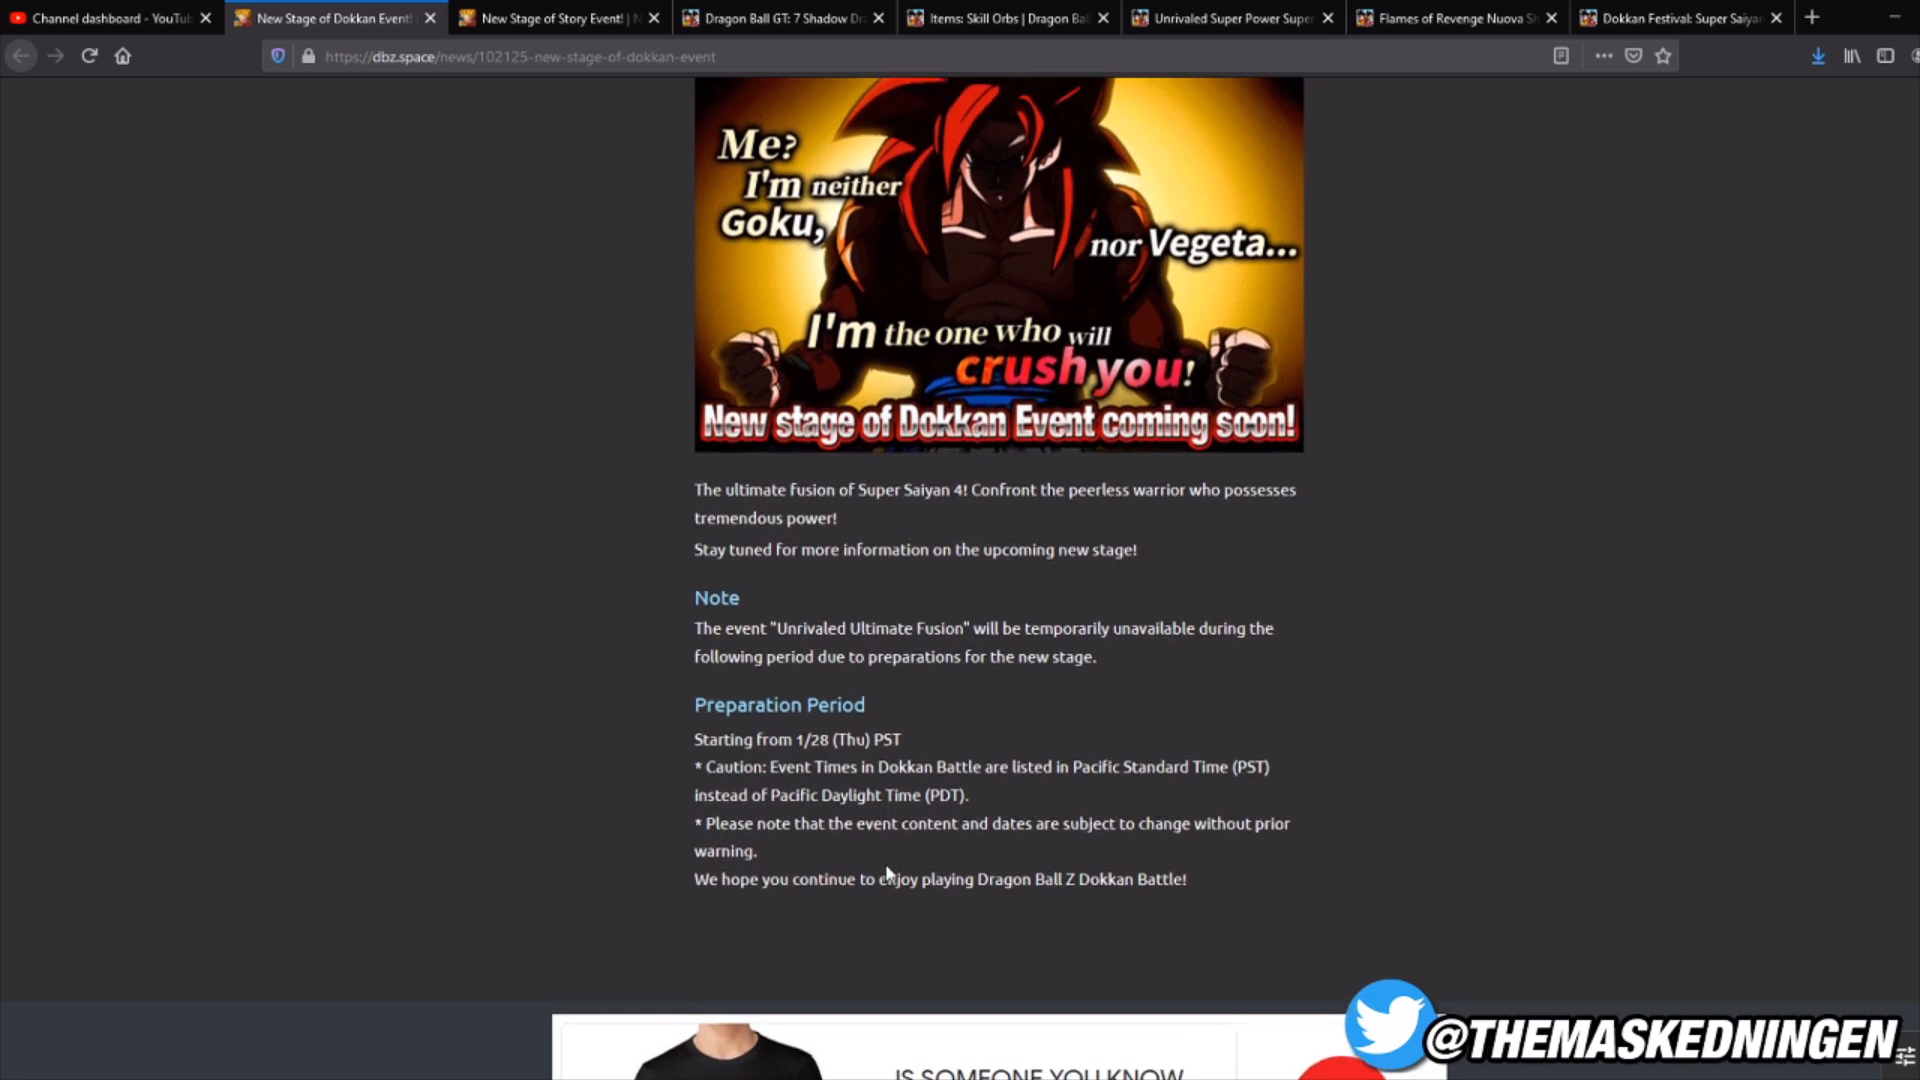 Channel dashboard - YouTub
New Stage of Dokkan Event!
New Stage of Story Event! | N
Dragon Ball GT: 7 Shadow Dr
Items: Skill Orbs | Dragon Ba
Unrivaled Super Power Super
Flames of Revenge Nuova Sh
Dokkan Festival: Super Saiya
https://dbz.space/news/102125-new-stage-of-dokkan-event
Me?
I'm neither
Goku,
nor Vegeta...
I'm the one who will
crush you!
New stage of Dokkan Event coming soon!
The ultimate fusion of Super Saiyan 4! Confront the peerless warrior who possesses
tremendous power!
Stay tuned for more information on the upcoming new stage!
Note
The event "Unrivaled Ultimate Fusion" will be temporarily unavailable during the
following period due to preparations for the new stage.
Preparation Period
Starting from 1/28 (Thu) PST
* Caution: Event Times in Dokkan Battle are listed in Pacific Standard Time (PST)
instead of Pacific Daylight Time (PDT).
* Please note that the event content and dates are subject to change without prior
warning.
We hope you continue to enjoy playing Dragon Ball Z Dokkan Battle!
@THEMASKEDNINGEN
IS SOMEONE YOU KNOW